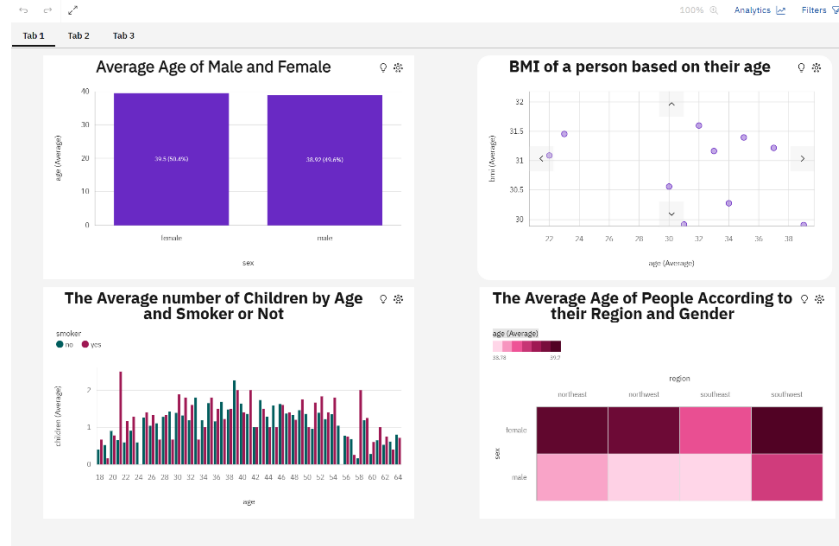 100%
Analytics
Filters
Tab 1 Tab 2 Tab 3
Average Age of Male and Female
age (Average)
40
30
20
10
0
39.5 (50.4%)
38.92 (49.6%)
female male
sex
BMI of a person based on their age
bmi (Average)
32
31.5
31
30.5
30
22 24 26 28 30 32 34 36 38
age (Average)
The Average number of Children by Age
and Smoker or Not
smoker
no yes
children (Average)
2
1
0
18 20 22 24 26 28 30 32 34 36 38 40 42 44 46 48 50 52 54 56 58 60 62 64
age
The Average Age of People According to
their Region and Gender
age (Average)
38.78 39.7
region
northeast northwest southeast southwest
sex
female
male